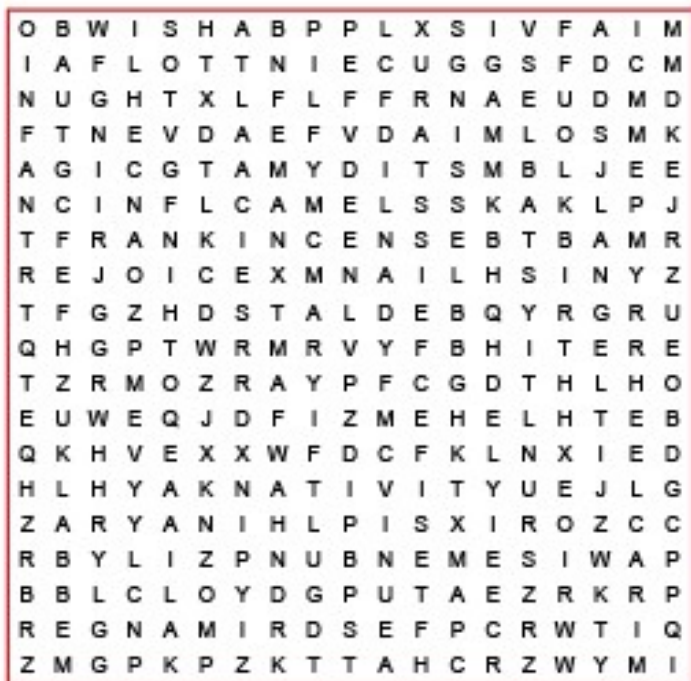 O B W I S H A B P P L X S I V F A I M
I A F L O T T N I E C U G G S F D C M
N U G H T X L F L F F R N A E U D M D
F T N E V D A E F V D A I M L O S M K
A G I C G T A M Y D I T S M B L J E E
N C I N F L C A M E L S S K A K L P J
T F R A N K I N C E N S E B T B A M R
R E J O I C E X M N A I L H S I N Y Z
T F G Z H D S T A L D E B Q Y R G R U
Q H G P T W R M R V Y F B H I T E R E
T Z R M O Z R A Y P F C G D T H L H O
E U W E Q J D F I Z M E H E L H T E B
Q K H V E X X W F D C F K L N X I E D
H L H Y A K N A T I V I T Y U E J L G
Z A R Y A N I H L P I S X I R O Z C C
R B Y L I Z P N U B N E M E S I W A P
B B L C L O Y D G P U T A E Z R K R P
R E G N A M I R D S E F P C R W T I Q
Z M G P K P Z K T T A H C R Z W Y M I